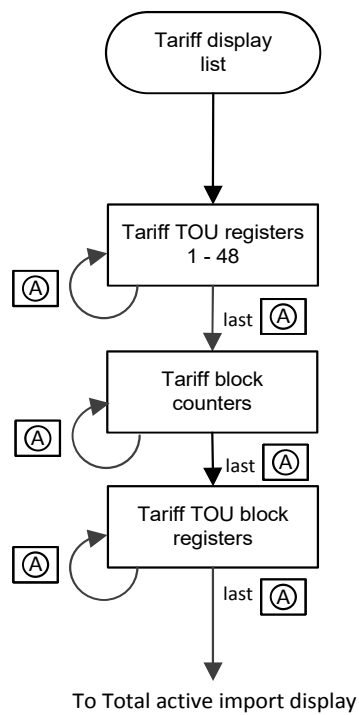 Tariff display
list
Tariff TOU registers
1 - 48
A
last A
Tariff block
counters
A
last A
Tariff TOU block
registers
A
last A
To Total active import display